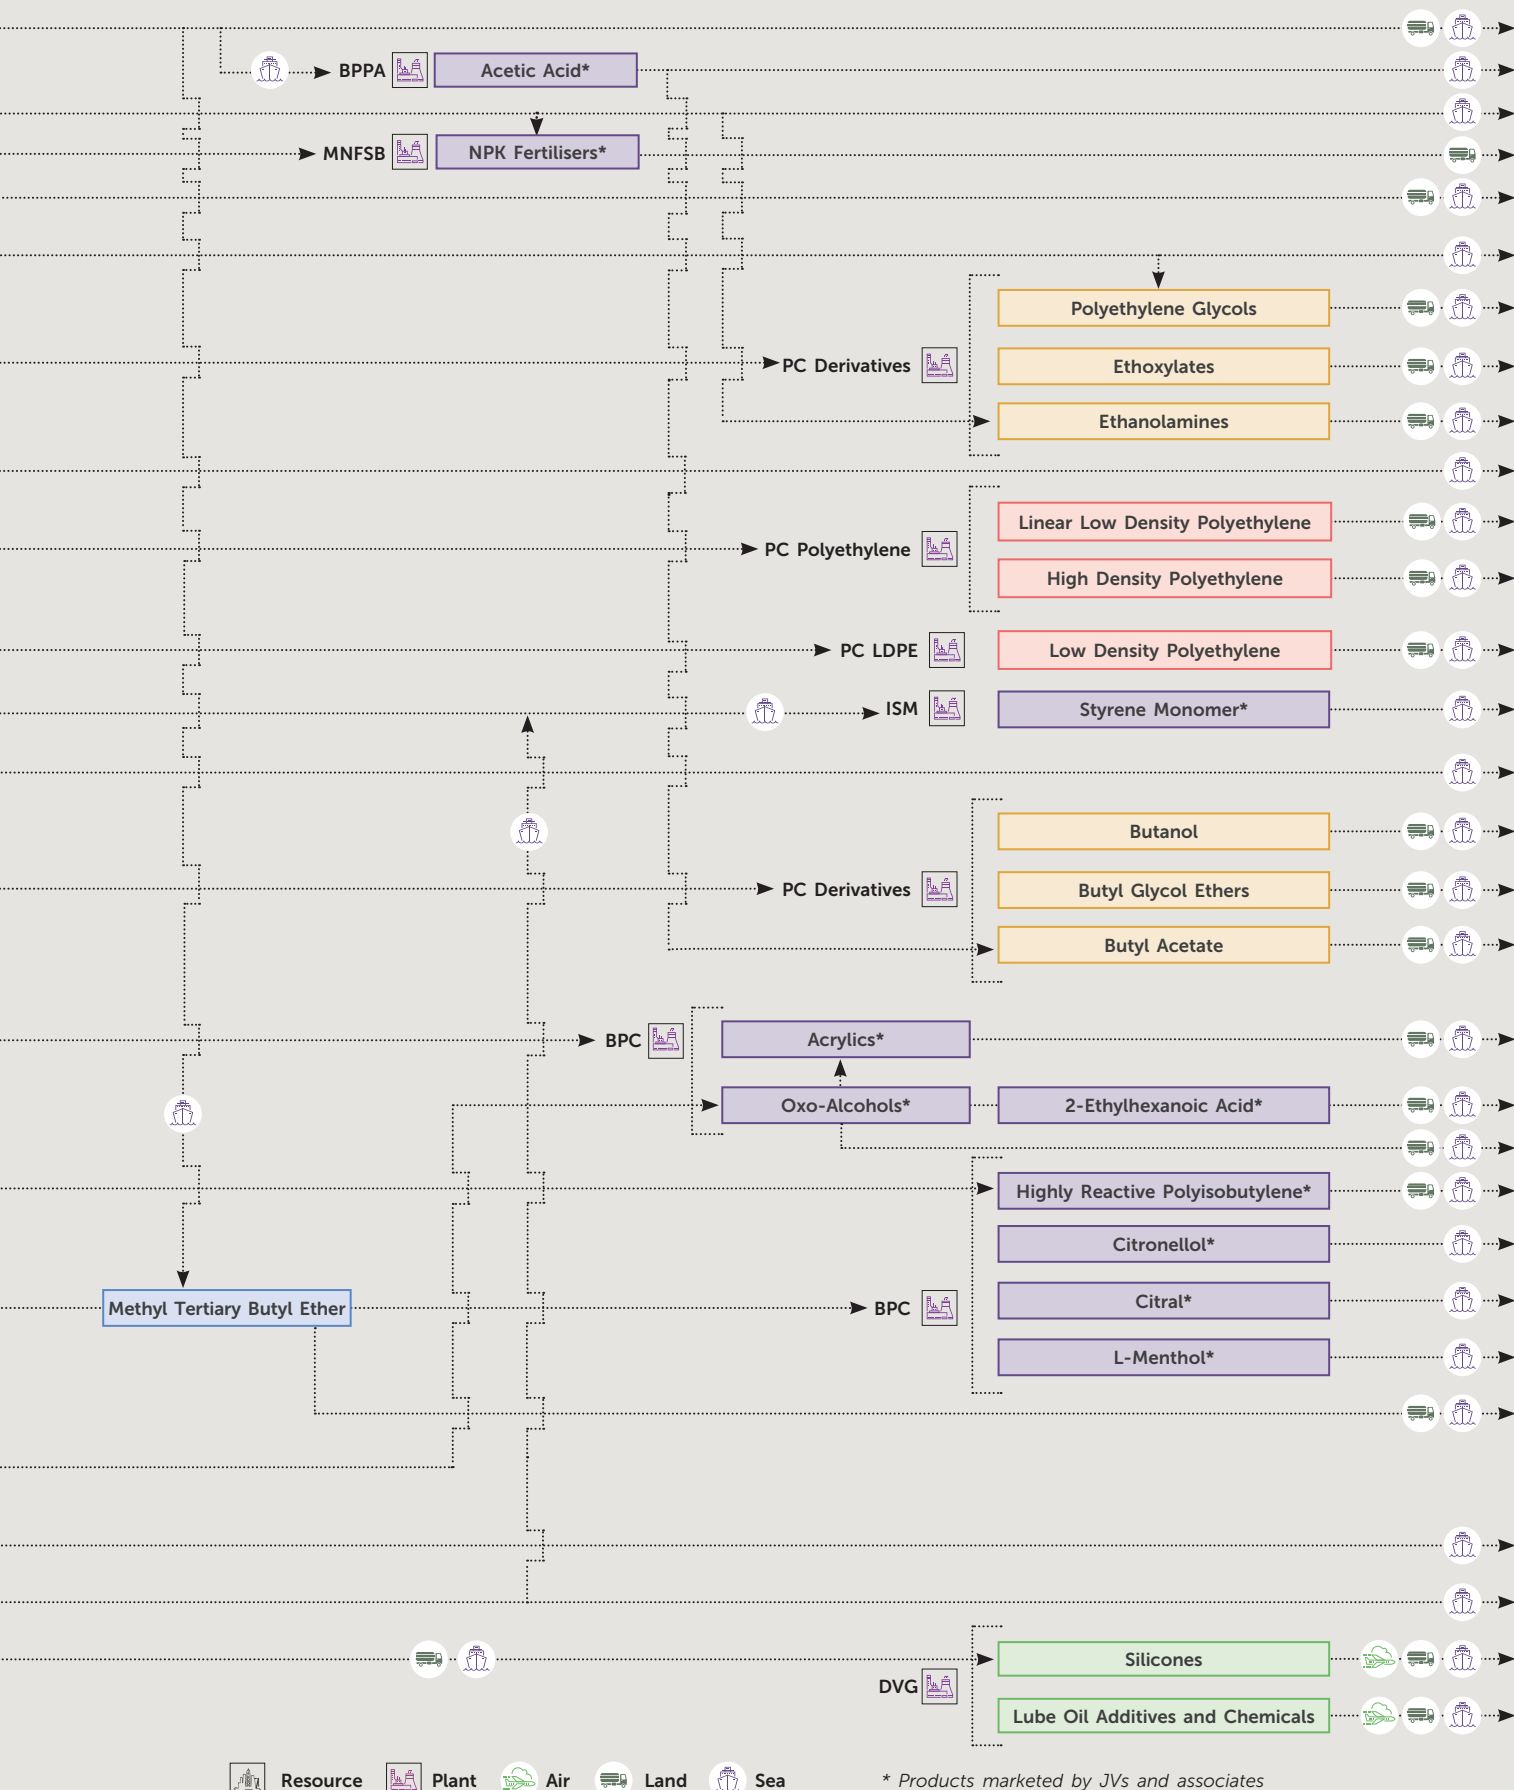 BPPA
Acetic Acid*
MNFSB
NPK Fertilisers*
Polyethylene Glycols
PC Derivatives
Ethoxylates
Ethanolamines
Linear Low Density Polyethylene
PC Polyethylene
High Density Polyethylene
PC LDPE
Low Density Polyethylene
ISM
Styrene Monomer*
Butanol
PC Derivatives
Butyl Glycol Ethers
Butyl Acetate
BPC
Acrylics*
Oxo-Alcohols*
2-Ethylhexanoic Acid*
Highly Reactive Polyisobutylene*
Citronellol*
Methyl Tertiary Butyl Ether
BPC
Citral*
L-Menthol*
Silicones
DVG
Lube Oil Additives and Chemicals
Resource
Plant
Air
Land
Sea
* Products marketed by JVs and associates